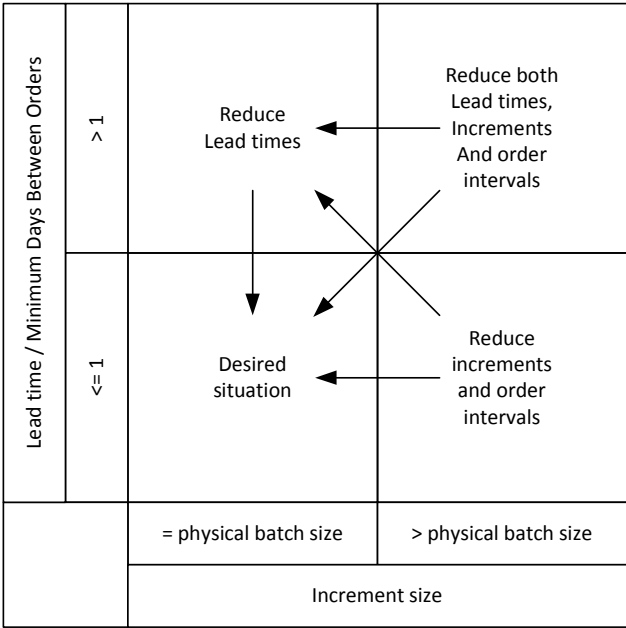 Lead time / Minimum Days Between Orders
> 1
Reduce
Lead times
Reduce both
Lead times,
Increments
And order
intervals
<= 1
Desired
situation
Reduce
increments
and order
intervals
= physical batch size
> physical batch size
Increment size